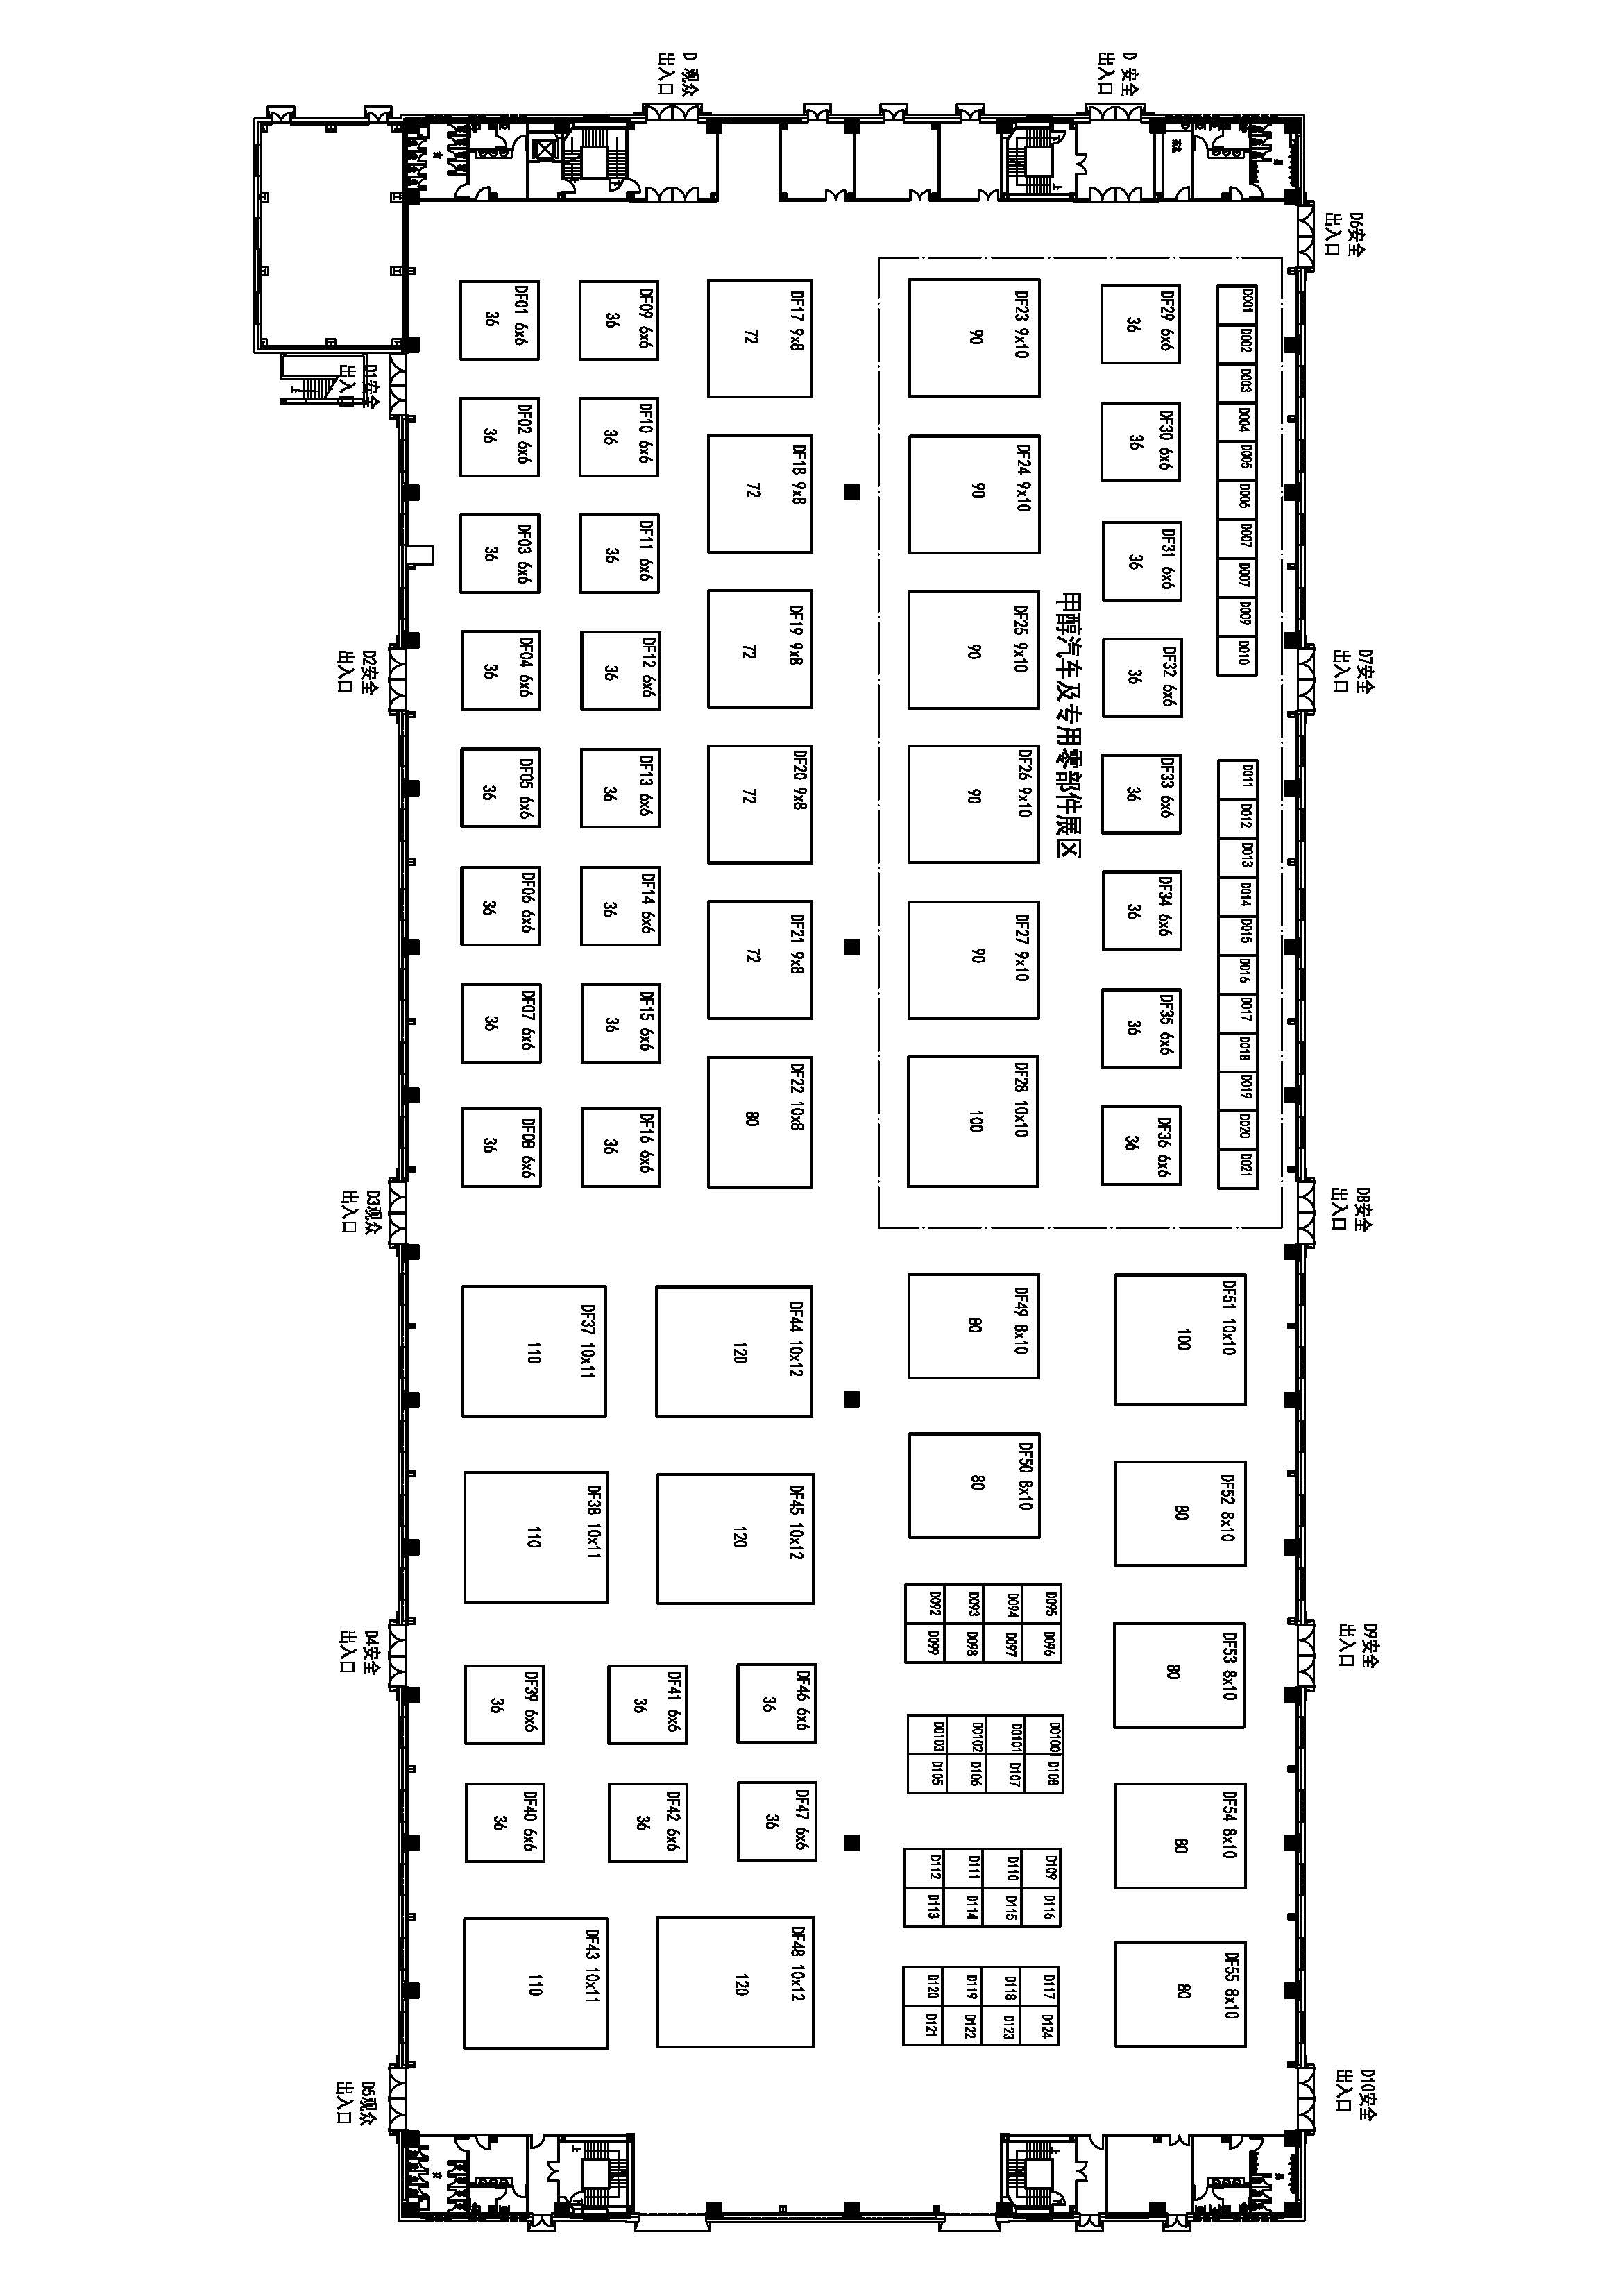 D 观众
出入口
D 安全
出入口
D6安全
出入口
D1安全
出入口
D2安全
出入口
D7安全
出入口
D3观众
出入口
D8安全
出入口
D4安全
出入口
D9安全
出入口
D5观众
出入口
D10安全
出入口
甲醇汽车及专用零部件展区
DF01 6x6
36
DF02 6x6
36
DF03 6x6
36
DF04 6x6
36
DF05 6x6
36
DF06 6x6
36
DF07 6x6
36
DF08 6x6
36
DF09 6x6
36
DF10 6x6
36
DF11 6x6
36
DF12 6x6
36
DF13 6x6
36
DF14 6x6
36
DF15 6x6
36
DF16 6x6
36
DF17 9x8
72
DF18 9x8
72
DF19 9x8
72
DF20 9x8
72
DF21 9x8
72
DF22 10x8
80
DF23 9x10
90
DF24 9x10
90
DF25 9x10
90
DF26 9x10
90
DF27 9x10
90
DF28 10x10
100
DF29 6x6
36
DF30 6x6
36
DF31 6x6
36
DF32 6x6
36
DF33 6x6
36
DF34 6x6
36
DF35 6x6
36
DF36 6x6
36
D001
D002
D003
D004
D005
D006
D007
D007
D009
D010
D011
D012
D013
D014
D015
D016
D017
D018
D019
D020
D021
DF37 10x11
110
DF38 10x11
110
DF39 6x6
36
DF40 6x6
36
DF41 6x6
36
DF42 6x6
36
DF43 10x11
110
DF44 10x12
120
DF45 10x12
120
DF46 6x6
36
DF47 6x6
36
DF48 10x12
120
DF49 8x10
80
DF50 8x10
80
DF51 10x10
100
DF52 8x10
80
DF53 8x10
80
DF54 8x10
80
DF55 8x10
80
D092
D093
D094
D095
D099
D098
D097
D096
D0103
D0102
D0101
D0100
D105
D106
D107
D108
D112
D111
D110
D109
D113
D114
D115
D116
D120
D119
D118
D117
D121
D122
D123
D124